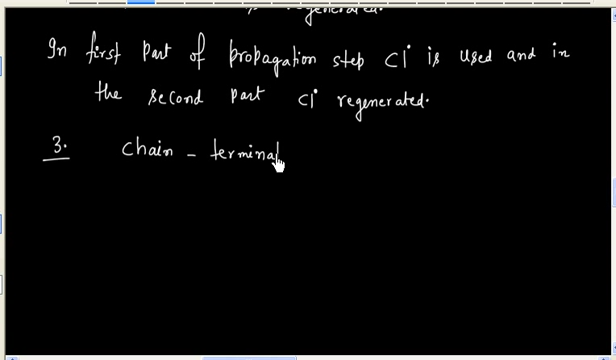 generated.
In first part of propagation step Cl• is used and in
the second part Cl• regenerated.
3. Chain - terminal